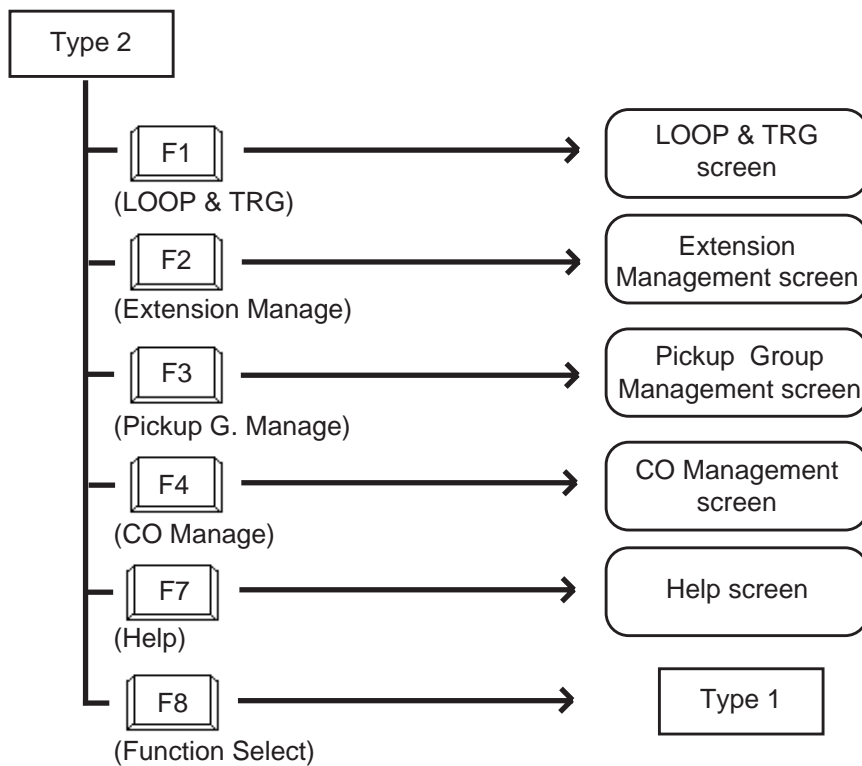 Type 2
F1
(LOOP & TRG)
LOOP & TRG
screen
F2
(Extension Manage)
Extension
Management screen
F3
(Pickup G. Manage)
Pickup Group
Management screen
F4
(CO Manage)
CO Management
screen
F7
(Help)
Help screen
F8
(Function Select)
Type 1